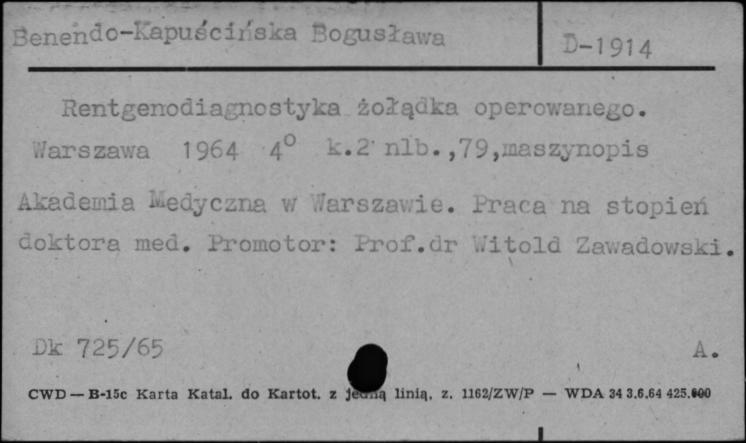 Benendo-Kapuścińska Bogusława
D-1914
Rentgenodiagnostyka żołądka operowanego.
Warszawa 1964 4° k.2 nlb.,79,maszynopis
Akademia Medyczna w Warszawie. Praca na stopień
doktora med. Promotor: Prof.dr Witold Zawadowski.
Dk 725/65 A.
CWD — B-15c Karta Katal. do Kartot. z jedną linią, z. 1162/ZW/P — WDA 34 3.6.64 425.000